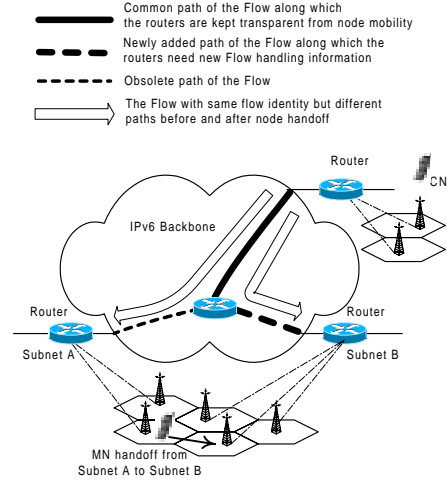 Common path of the Flow along which
the routers are kept transparent from node mobility
Newly added path of the Flow along which the
routers need new Flow handling information
Obsolete path of the Flow
The Flow with same flow identity but different
paths before and after node handoff
Router
CN
IPv6 Backbone
Router
Router
Subnet A
Subnet B
MN handoff from
Subnet A to Subnet B